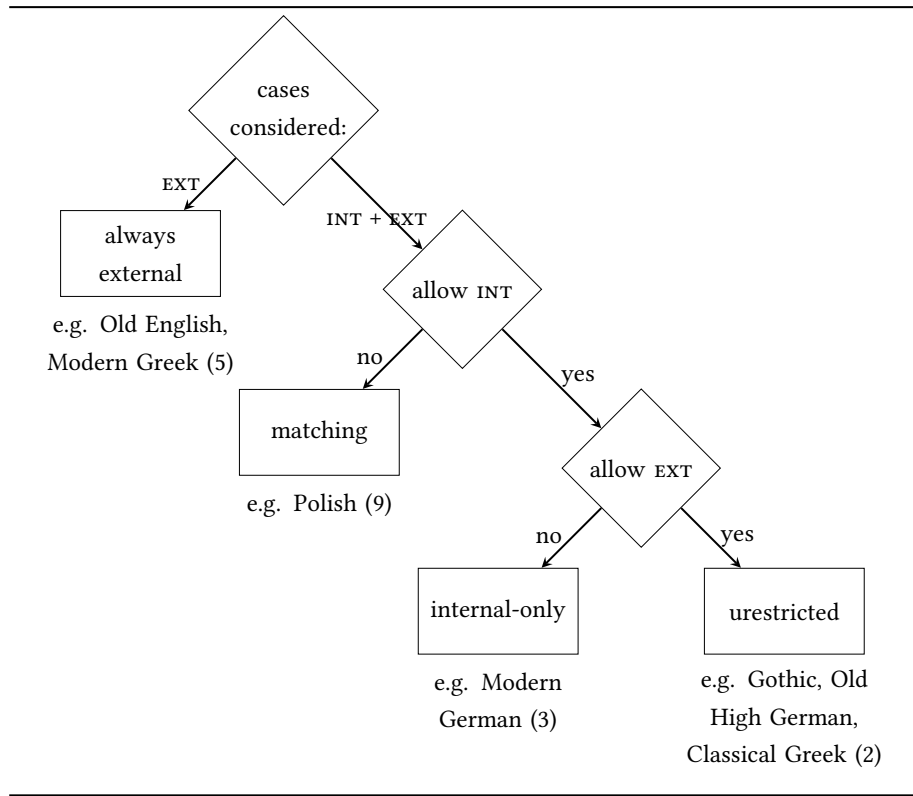 cases
considered:
EXT
INT + EXT
always
external
e.g. Old English,
Modern Greek (5)
allow INT
no
yes
matching
e.g. Polish (9)
allow EXT
no
yes
internal-only
e.g. Modern
German (3)
urestricted
e.g. Gothic, Old
High German,
Classical Greek (2)